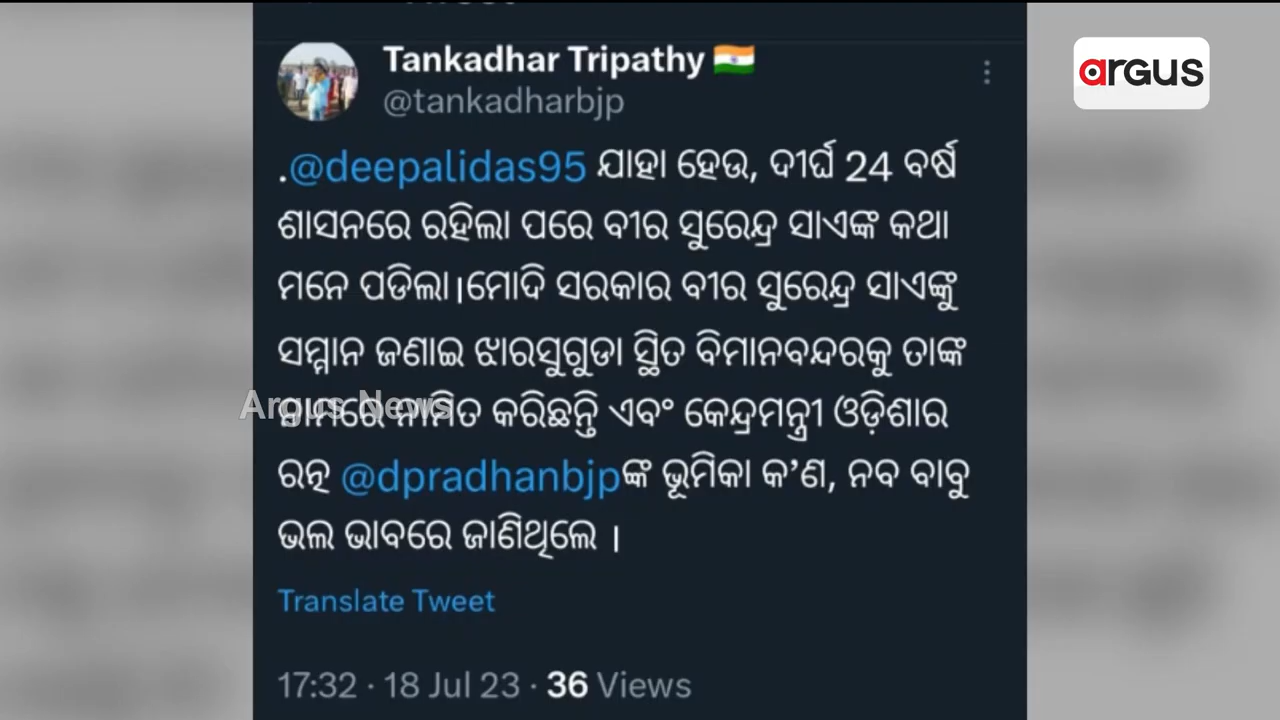 argus
Tankadhar Tripathy 🇮🇳
@tankadharbjp
.@deepalidas95 ଯାହା ହେଉ, ଦୀର୍ଘ 24 ବର୍ଷ
ଶାସନରେ ରହିଲା ପରେ ବୀର ସୁରେନ୍ଦ୍ର ସାଏଙ୍କ କଥା
ମନେ ପଡିଲା।ମୋଦି ସରକାର ବୀର ସୁରେନ୍ଦ୍ର ସାଏଙ୍କୁ
ସମ୍ମାନ ଜଣାଇ ଝାରସୁଗୁଡା ସ୍ଥିତ ବିମାନବନ୍ଦରକୁ ତାଙ୍କ
ନାମରେ ନାମିତ କରିଛନ୍ତି ଏବଂ କେନ୍ଦ୍ରମନ୍ତ୍ରୀ ଓଡ଼ିଶାର
Argus News
ରତ୍ନ @dpradhanbjpଙ୍କ ଭୂମିକା କ’ଣ, ନବ ବାବୁ
ଭଲ ଭାବରେ ଜାଣିଥିଲେ ।
Translate Tweet
17:32 · 18 Jul 23 · 36 Views